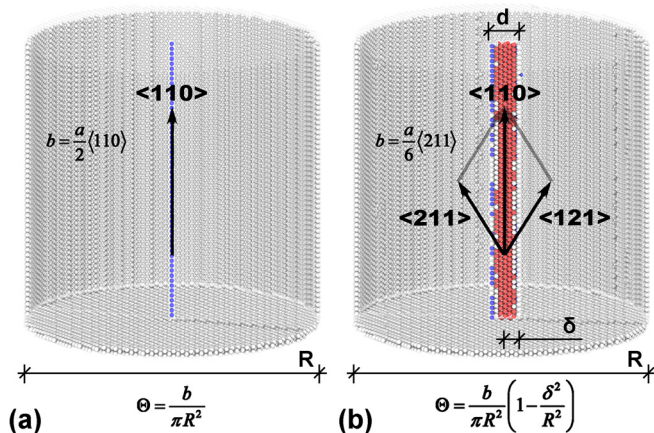 d
<110>
<110>
b = a/2 ⟨110⟩
b = a/6 ⟨211⟩
<211>
<121>
δ
R
R
(a)
Θ = b/πR²
(b)
Θ = b/πR² (1 − δ²/R²)